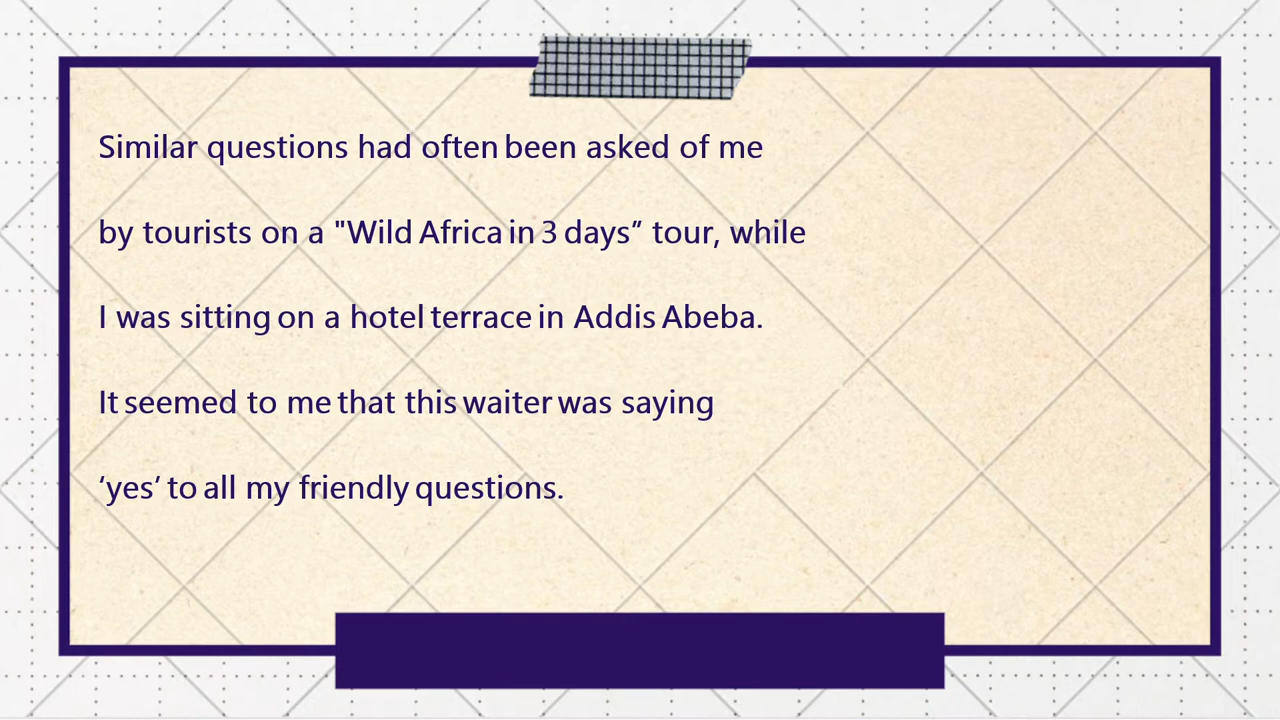 Similar questions had often been asked of me
by tourists on a "Wild Africa in 3 days” tour, while
I was sitting on a hotel terrace in Addis Abeba.
It seemed to me that this waiter was saying
‘yes’ to all my friendly questions.